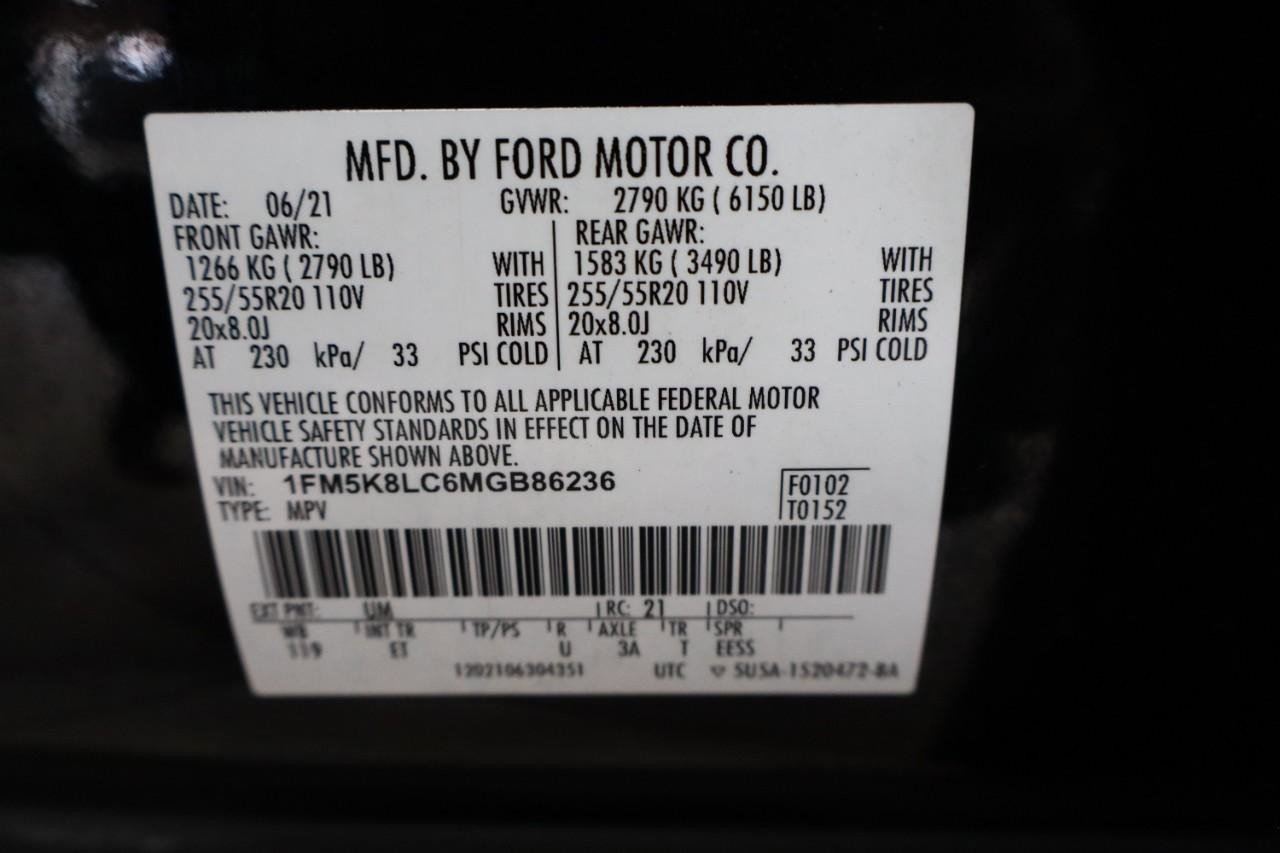 MFD. BY FORD MOTOR CO.
DATE: 06/21 GVWR: 2790 KG ( 6150 LB)
FRONT GAWR: REAR GAWR:
1266 KG ( 2790 LB) WITH 1583 KG ( 3490 LB) WITH
255/55R20 110V TIRES 255/55R20 110V TIRES
20x8.0J RIMS 20x8.0J RIMS
AT 230 kPa/ 33 PSI COLD AT 230 kPa/ 33 PSI COLD
THIS VEHICLE CONFORMS TO ALL APPLICABLE FEDERAL MOTOR
VEHICLE SAFETY STANDARDS IN EFFECT ON THE DATE OF
MANUFACTURE SHOWN ABOVE.
VIN: 1FM5K8LC6MGB86236 F0102
TYPE: MPV T0152
EXT PNT: UM RC: 21 DSO:
WB INT TR TP/PS R AXLE TR SPR
119 ET U 3A T EESS
1202106304351 UTC 5USA-1520472-BA